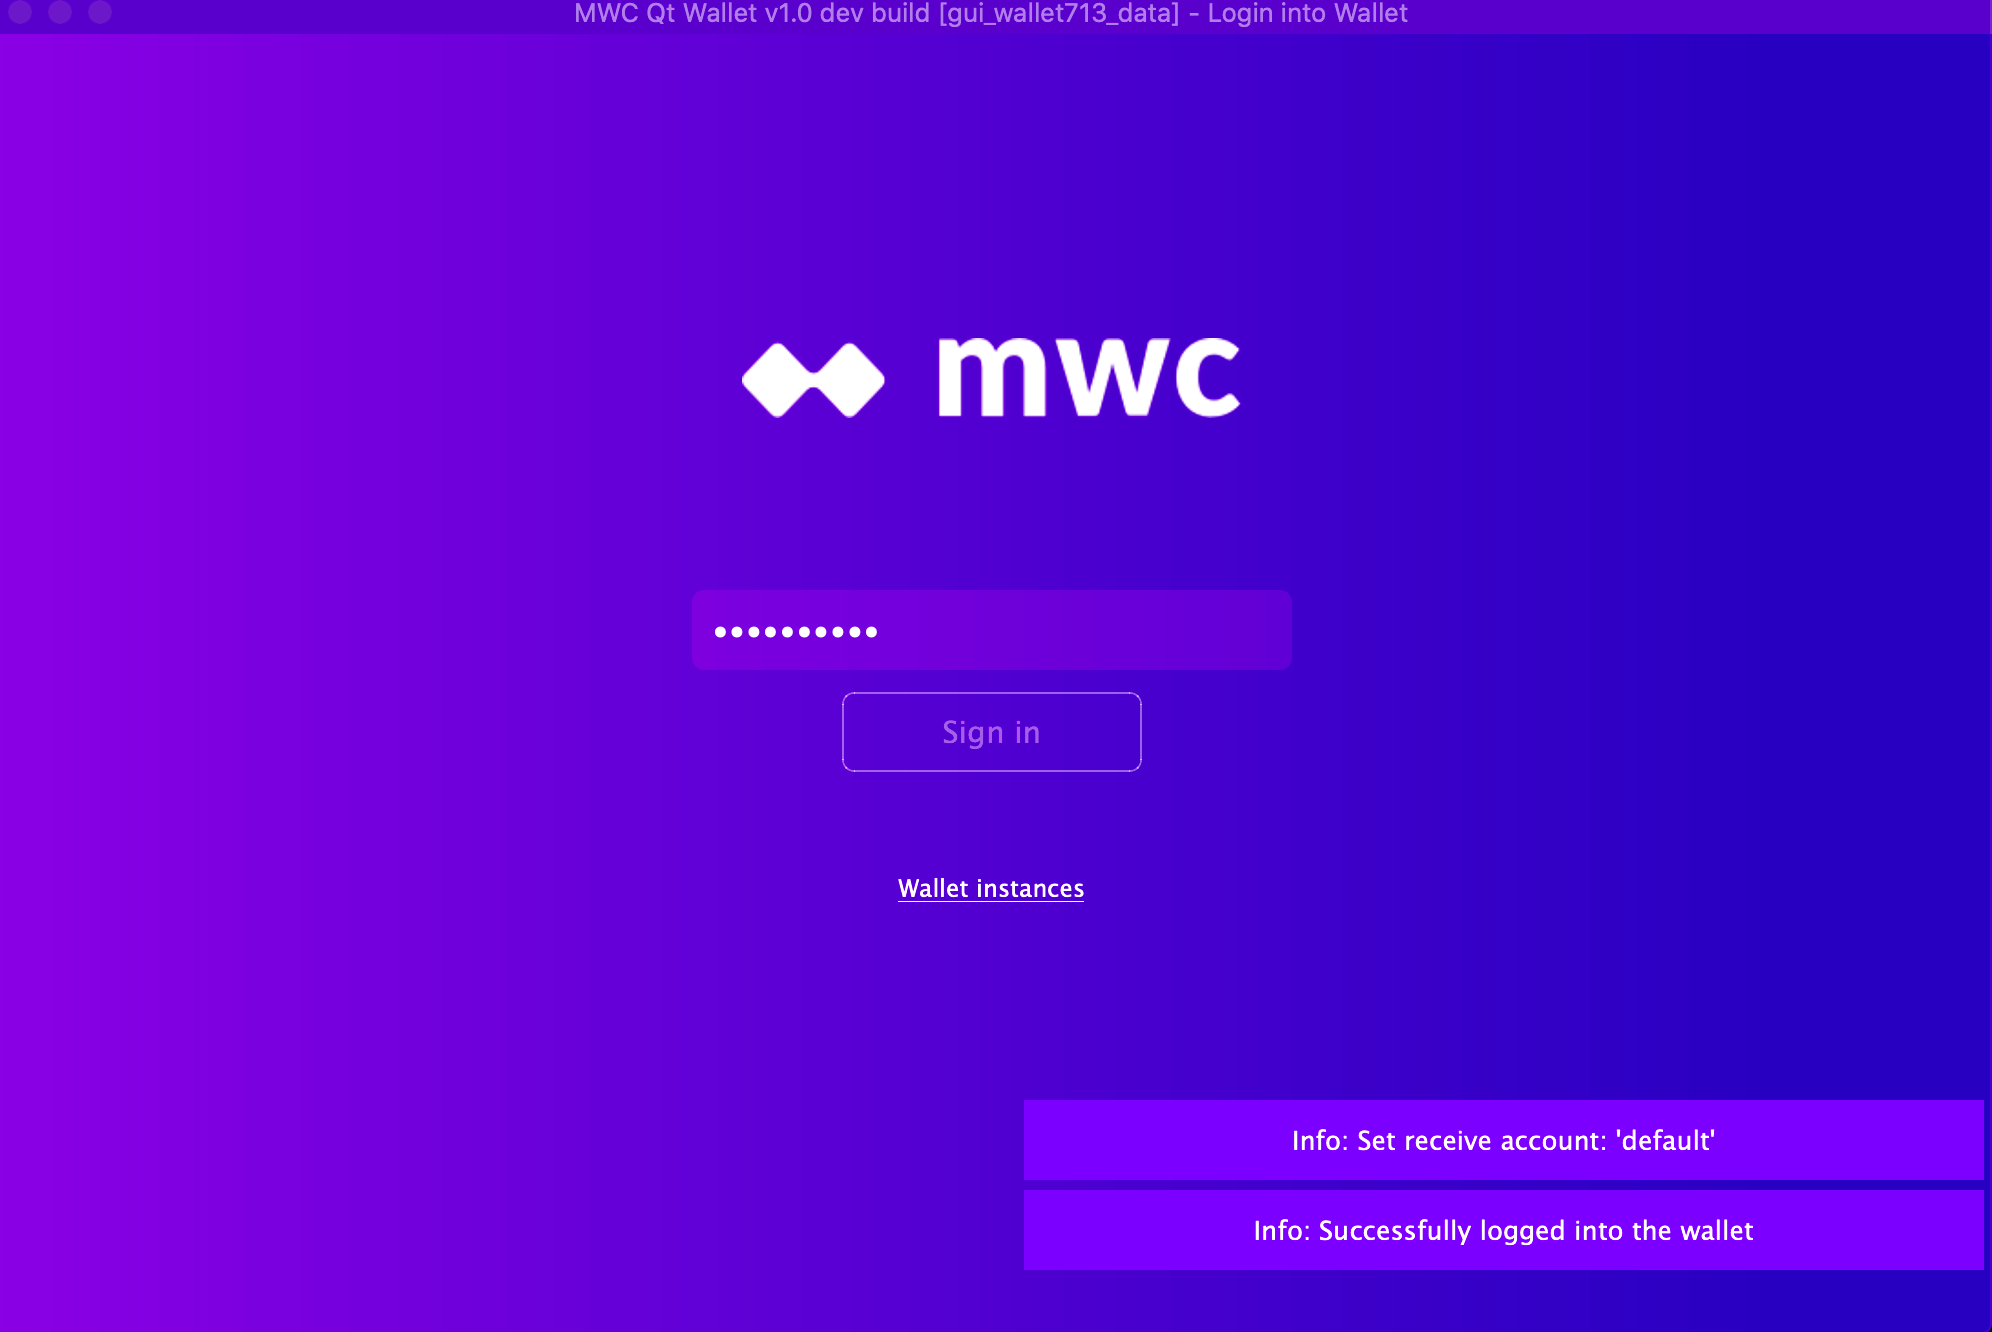 MWC Qt Wallet v1.0 dev build [gui_wallet713_data] - Login into Wallet
mwc
Sign in
Wallet instances
Info: Set receive account: 'default'
Info: Successfully logged into the wallet